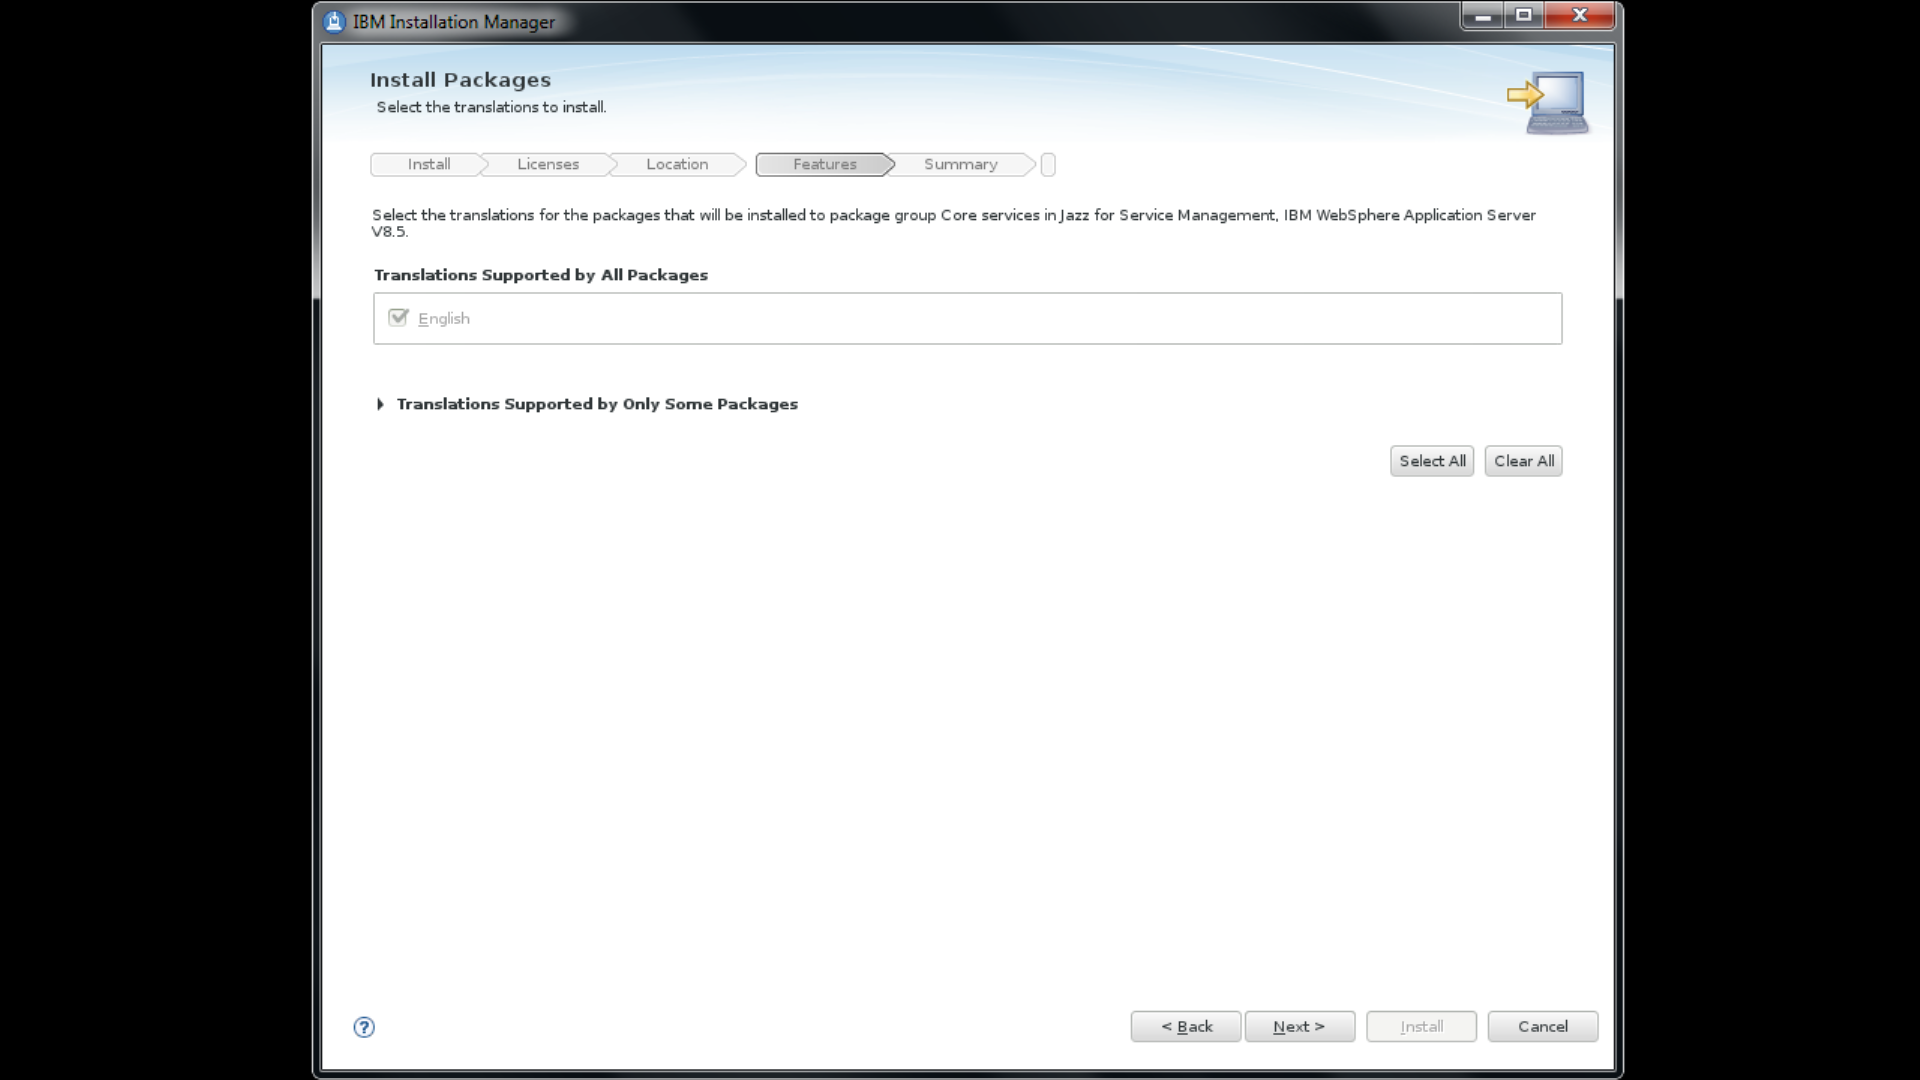 IBM Installation Manager
Install Packages
Select the translations to install.
Install
Licenses
Location
Features
Summary
Select the translations for the packages that will be installed to package group Core services in Jazz for Service Management, IBM WebSphere Application Server
V8.5.
Translations Supported by All Packages
English
Translations Supported by Only Some Packages
Select All
Clear All
?
< Back
Next >
Install
Cancel